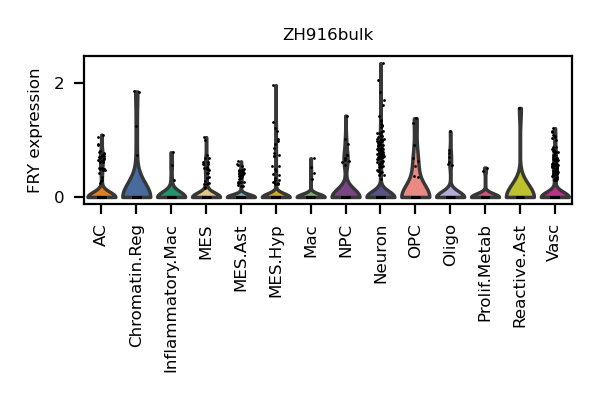 ZH916bulk
FRY expression
2
0
AC
Chromatin.Reg
Inflammatory.Mac
MES
MES.Ast
MES.Hyp
Mac
NPC
Neuron
OPC
Oligo
Prolif.Metab
Reactive.Ast
Vasc